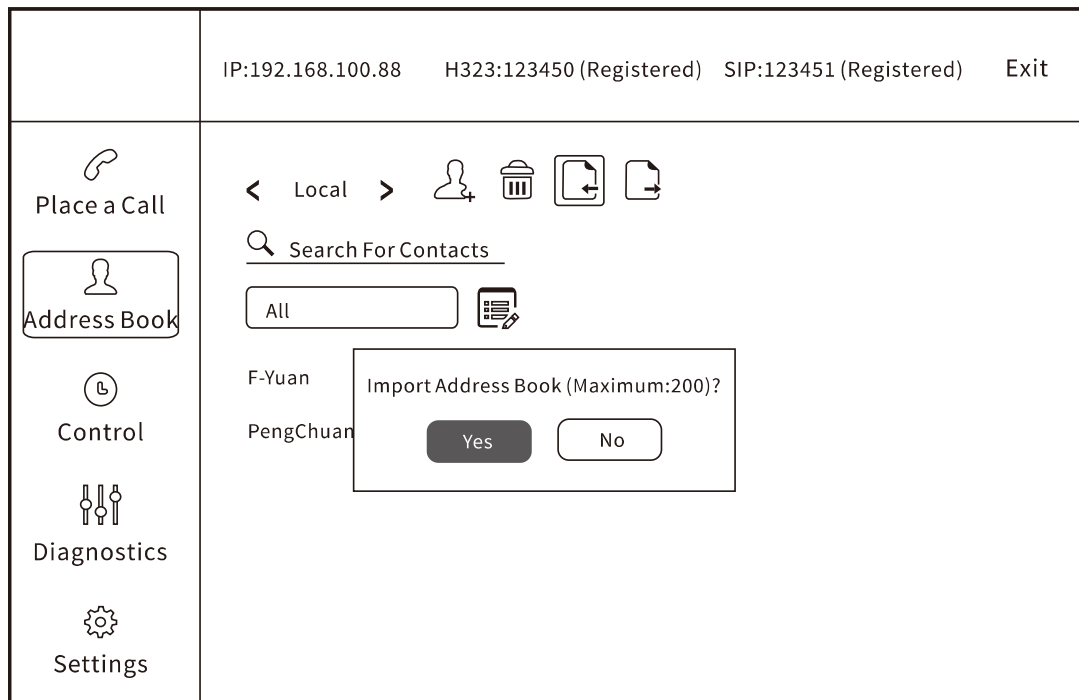 IP:192.168.100.88 H323:123450 (Registered) SIP:123451 (Registered) Exit
Place a Call
Address Book
Control
Diagnostics
Settings
< Local >
Search For Contacts
All
F-Yuan
PengChuan
Import Address Book (Maximum:200)?
Yes No